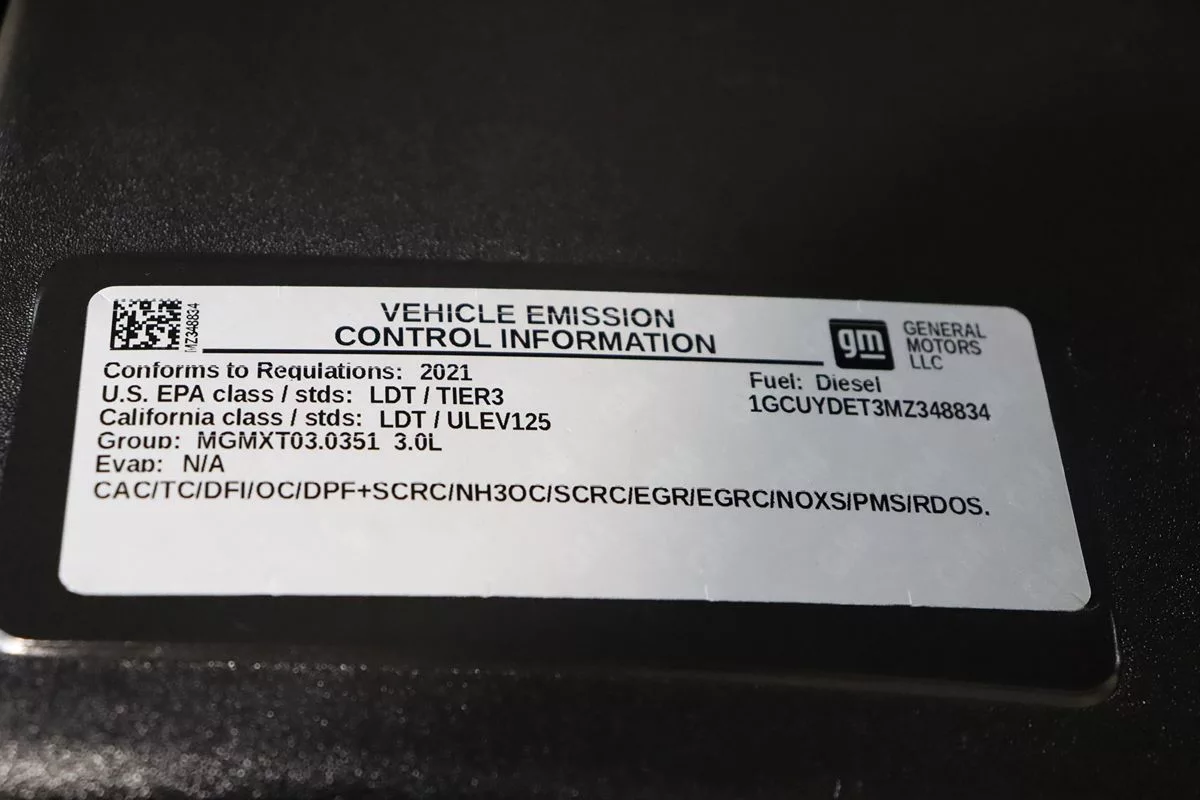 MZ348834
VEHICLE EMISSION
CONTROL INFORMATION
gm
GENERAL
MOTORS
LLC
Conforms to Regulations: 2021
U.S. EPA class / stds: LDT / TIER3
California class / stds: LDT / ULEV125
Group: MGMXT03.0351 3.0L
Evap: N/A
Fuel: Diesel
1GCUYDET3MZ348834
CAC/TC/DFI/OC/DPF+SCRC/NH3OC/SCRC/EGR/EGRC/NOXS/PMS/RDOS.